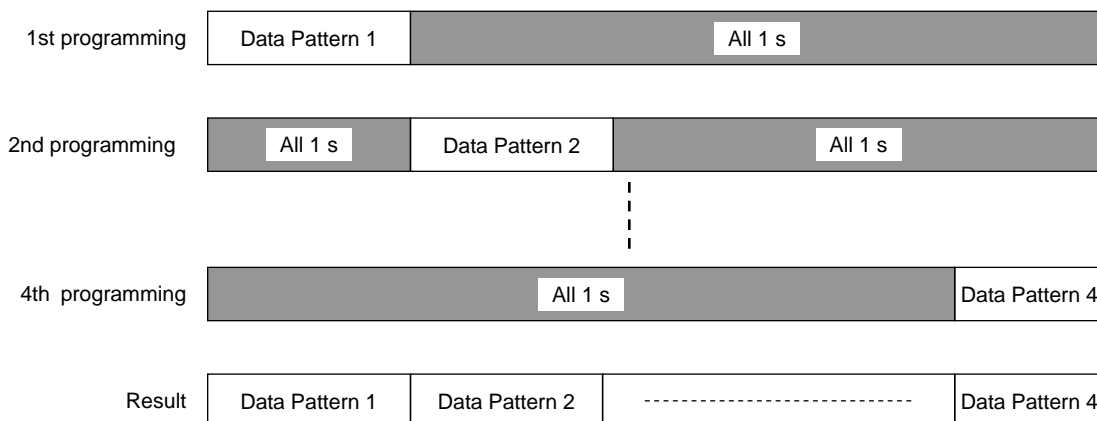 1st programming Data Pattern 1 All 1 s
2nd programming All 1 s Data Pattern 2 All 1 s
4th programming All 1 s Data Pattern 4
Result Data Pattern 1 Data Pattern 2 Data Pattern 4